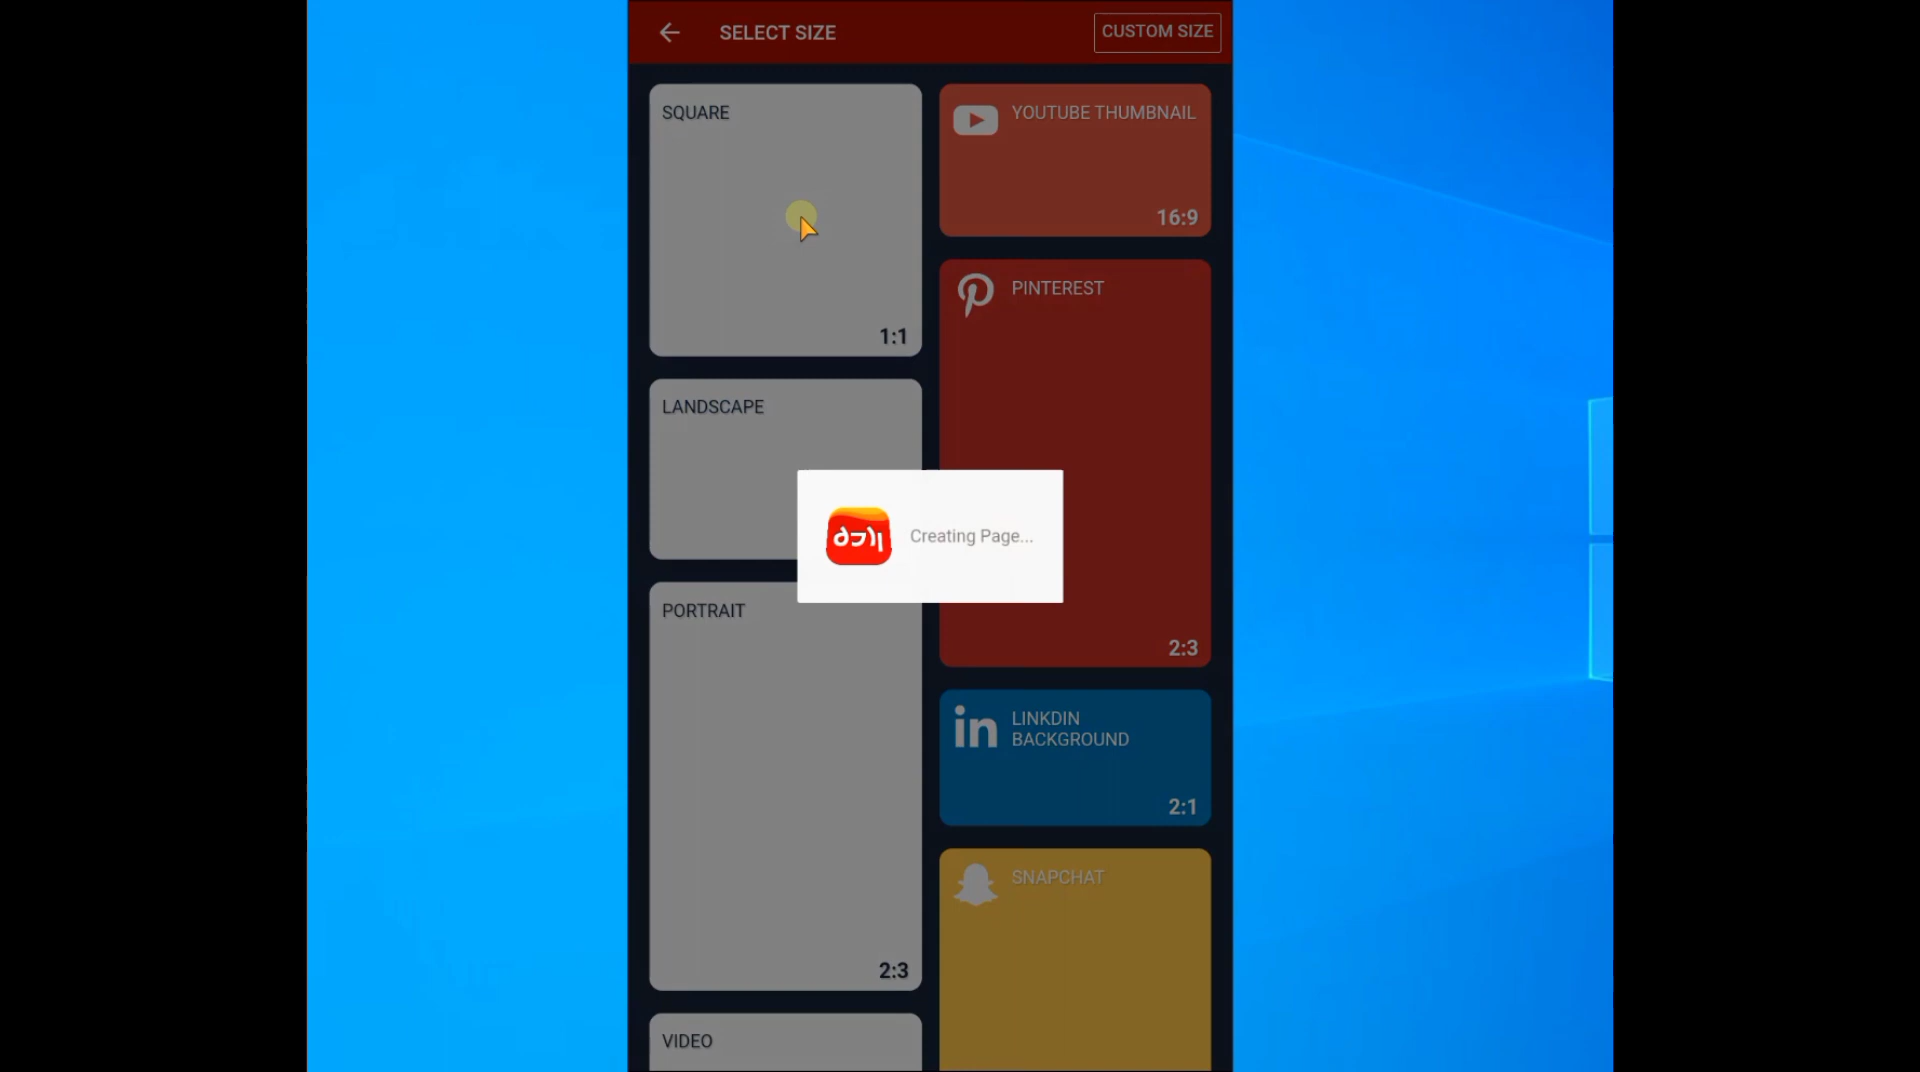 SELECT SIZE
CUSTOM SIZE
SQUARE
1:1
YOUTUBE THUMBNAIL
16:9
PINTEREST
2:3
LANDSCAPE
Creating Page...
PORTRAIT
2:3
LINKDIN
BACKGROUND
2:1
SNAPCHAT
VIDEO